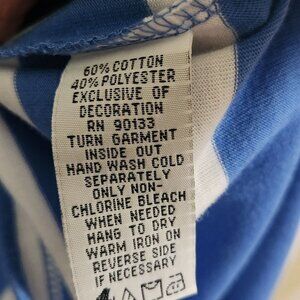 60% COTTON
40% POLYESTER
EXCLUSIVE OF
DECORATION
RN 90133
TURN GARMENT
INSIDE OUT
HAND WASH COLD
SEPARATELY
ONLY NON-
CHLORINE BLEACH
WHEN NEEDED
HANG TO DRY
WARM IRON ON
REVERSE SIDE
IF NECESSARY